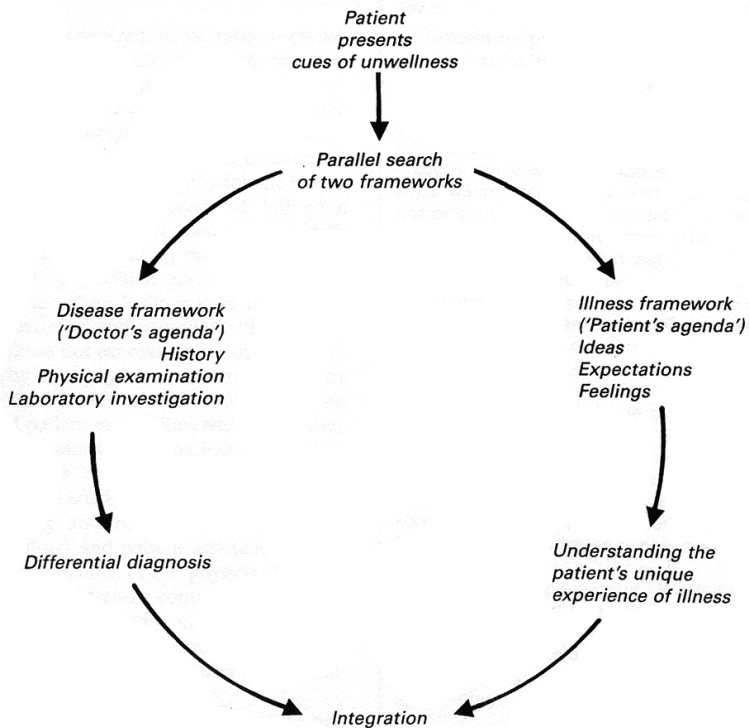 Patient
presents
cues of unwellness
Parallel search
of two frameworks
Disease framework
('Doctor's agenda')
History
Physical examination
Laboratory investigation
Illness framework
('Patient's agenda')
Ideas
Expectations
Feelings
Differential diagnosis
Understanding the
patient's unique
experience of illness
Integration